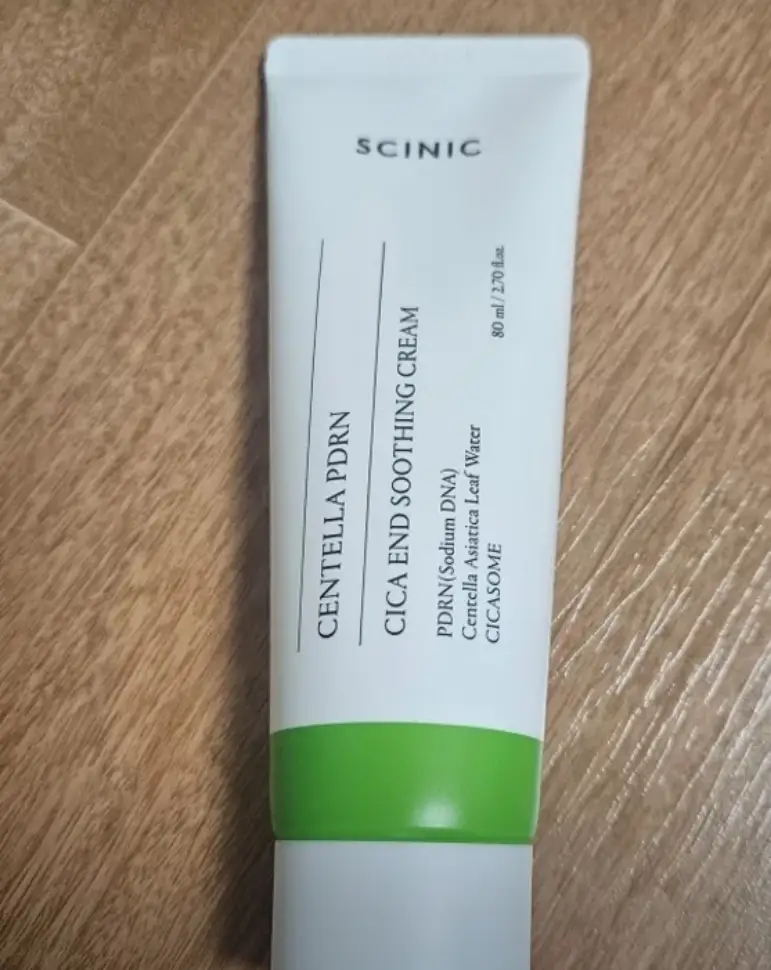 SCINIC
CENTELLA PDRN
CICA END SOOTHING CREAM
PDRN(Sodium DNA)
Centella Asiatica Leaf Water
CICASOME
80 ml / 2.70 fl.oz.